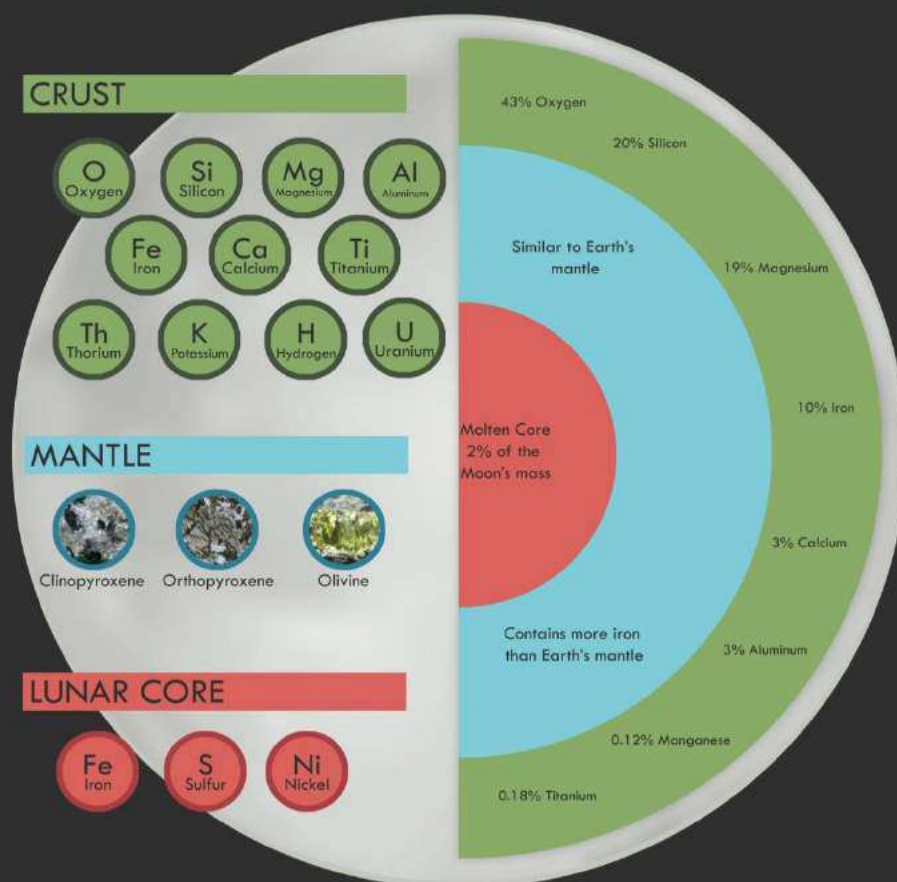 CRUST
O
Oxygen
Si
Silicon
Mg
Magnesium
Al
Aluminum
Fe
Iron
Ca
Calcium
Ti
Titanium
Th
Thorium
K
Potassium
H
Hydrogen
U
Uranium
MANTLE
Clinopyroxene
Orthopyroxene
Olivine
LUNAR CORE
Fe
Iron
S
Sulfur
Ni
Nickel
43% Oxygen
20% Silicon
19% Magnesium
10% Iron
3% Calcium
3% Aluminum
0.12% Manganese
0.18% Titanium
Similar to Earth's
mantle
Molten Core
2% of the
Moon's mass
Contains more iron
than Earth's mantle